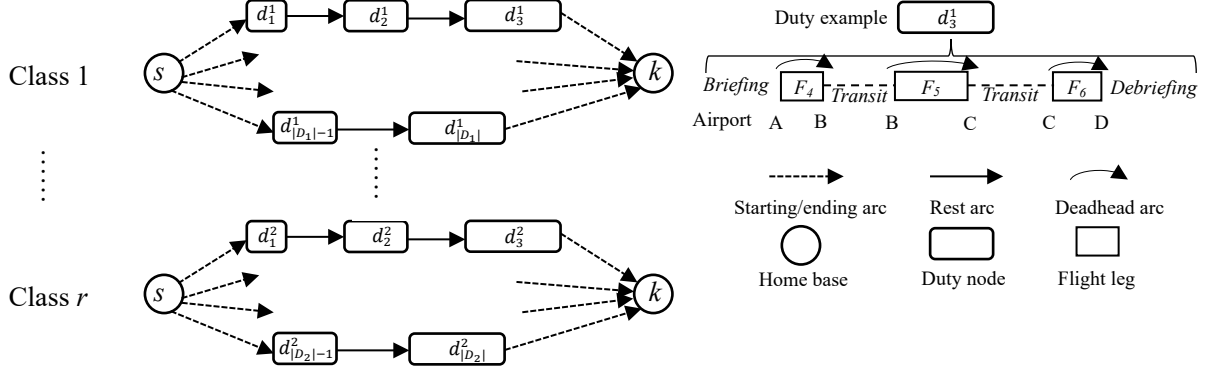 Class 1
s
d_1^1
d_2^1
d_3^1
d_{|D_1|-1}^1
d_{|D_1|}^1
k
Class r
s
d_1^2
d_2^2
d_3^2
d_{|D_2|-1}^2
d_{|D_2|}^2
k
Duty example d_3^1
Briefing F_4 Transit F_5 Transit F_6 Debriefing
Airport A B B C C D
Starting/ending arc Rest arc Deadhead arc
Home base Duty node Flight leg